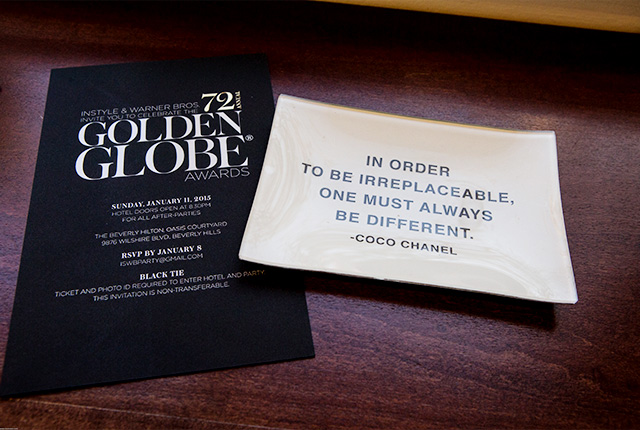 INSTYLE & WARNER BROS.
INVITE YOU TO CELEBRATE THE
72 ANNUAL
GOLDEN
GLOBE®
AWARDS
SUNDAY, JANUARY 11, 2015
HOTEL DOORS OPEN AT 8:30PM
FOR ALL AFTER-PARTIES
THE BEVERLY HILTON, OASIS COURTYARD
9876 WILSHIRE BLVD, BEVERLY HILLS
RSVP BY JANUARY 8
ISWBPARTY@GMAIL.COM
BLACK TIE
TICKET AND PHOTO ID REQUIRED TO ENTER HOTEL AND PARTY
THIS INVITATION IS NON-TRANSFERABLE.
IN ORDER
TO BE IRREPLACEABLE,
ONE MUST ALWAYS
BE DIFFERENT.
-COCO CHANEL